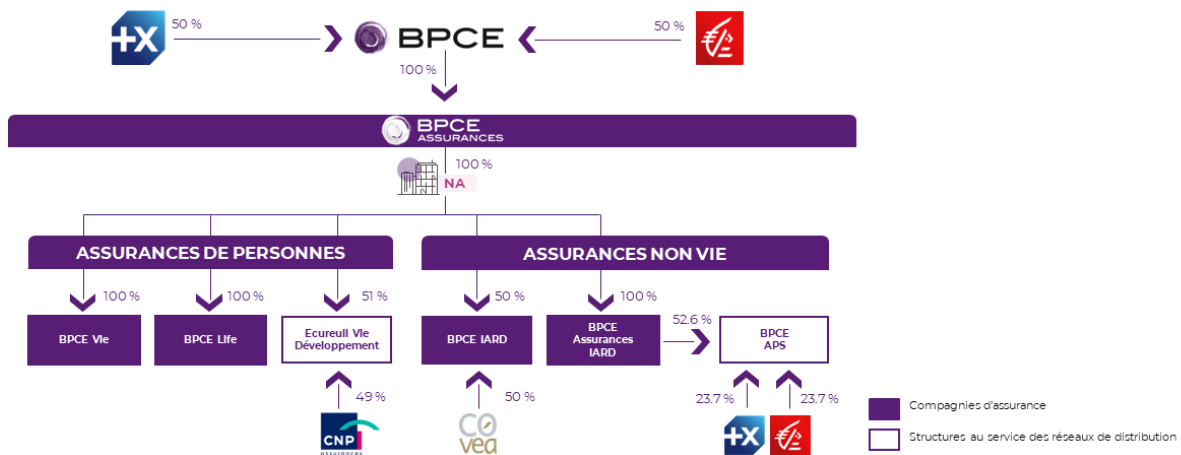 50 %
+X
BPCE
50 %
100 %
BPCE
ASSURANCES
100 %
NA
ASSURANCES DE PERSONNES
ASSURANCES NON VIE
100 %
100 %
51 %
50 %
100 %
BPCE Vie
BPCE Life
Ecureuil Vie
Développement
BPCE IARD
BPCE
Assurances
IARD
52.6 %
BPCE
APS
49 %
50 %
23.7 %
23.7 %
CNP
assurances
COVéa
+X
Compagnies d'assurance
Structures au service des réseaux de distribution